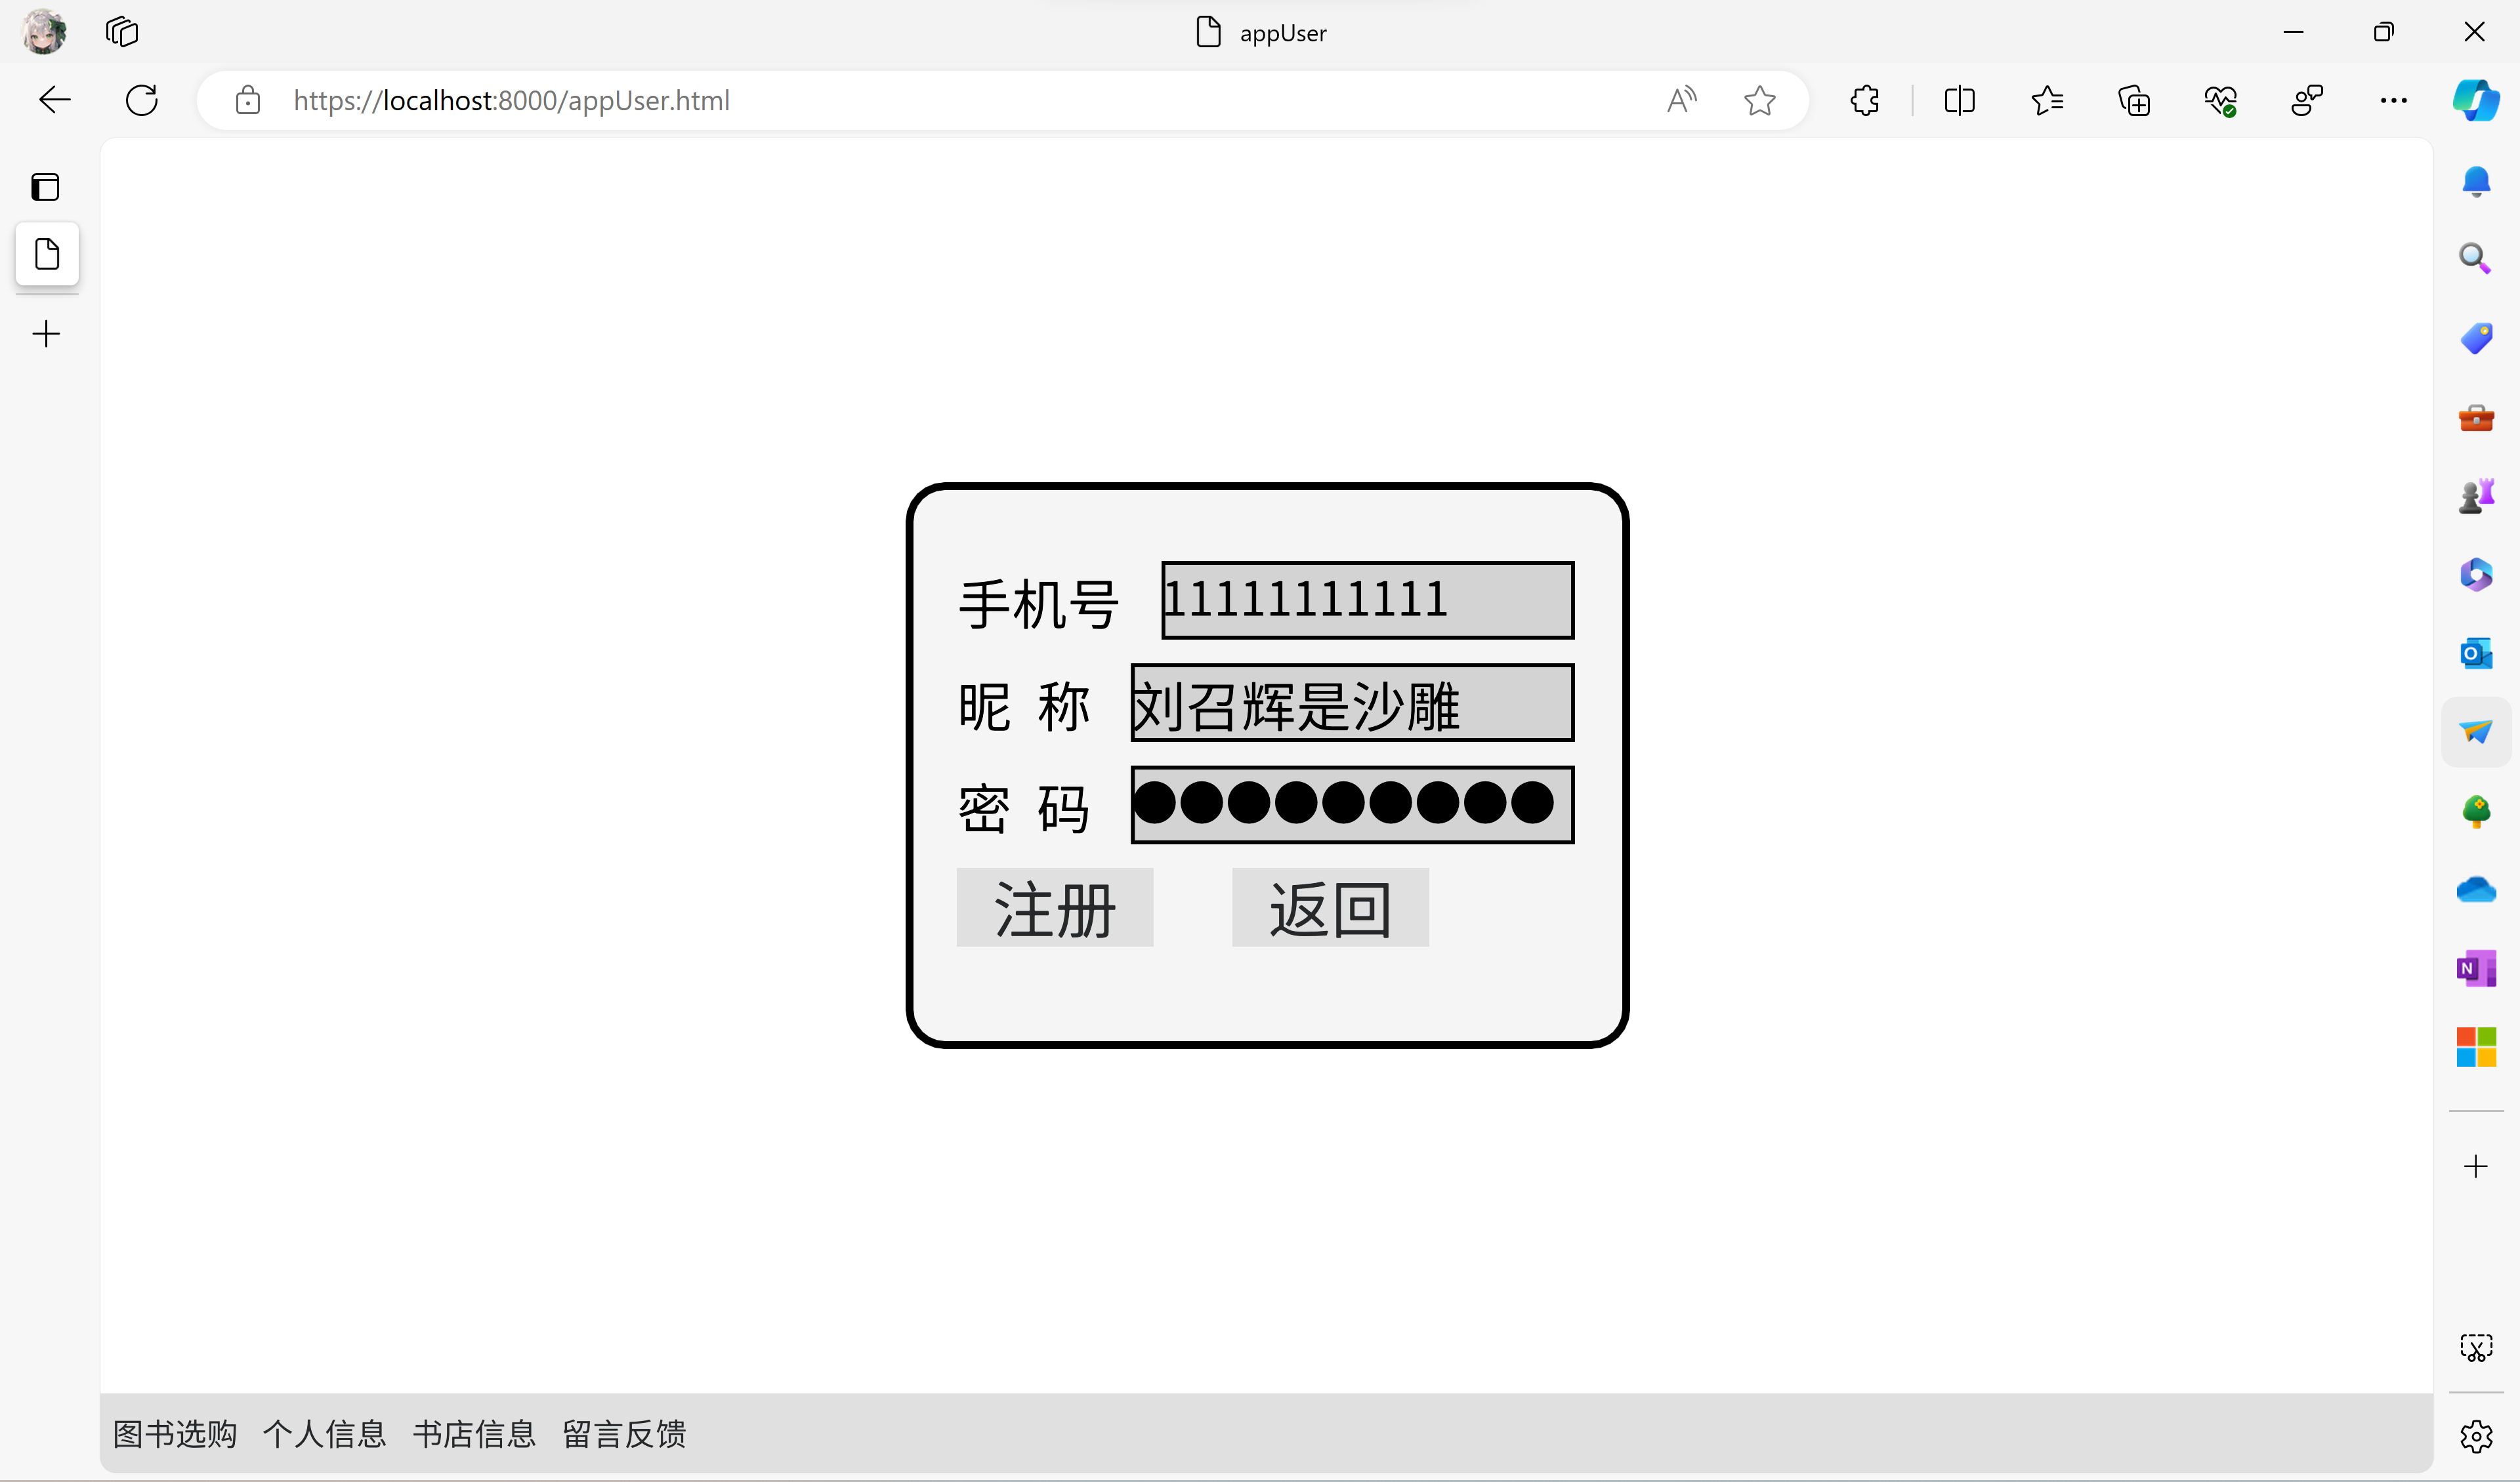 appUser
https://localhost:8000/appUser.html
手机号 11111111111
昵 称 刘召辉是沙雕
密 码 ●●●●●●●●●
注册 返回
图书选购 个人信息 书店信息 留言反馈